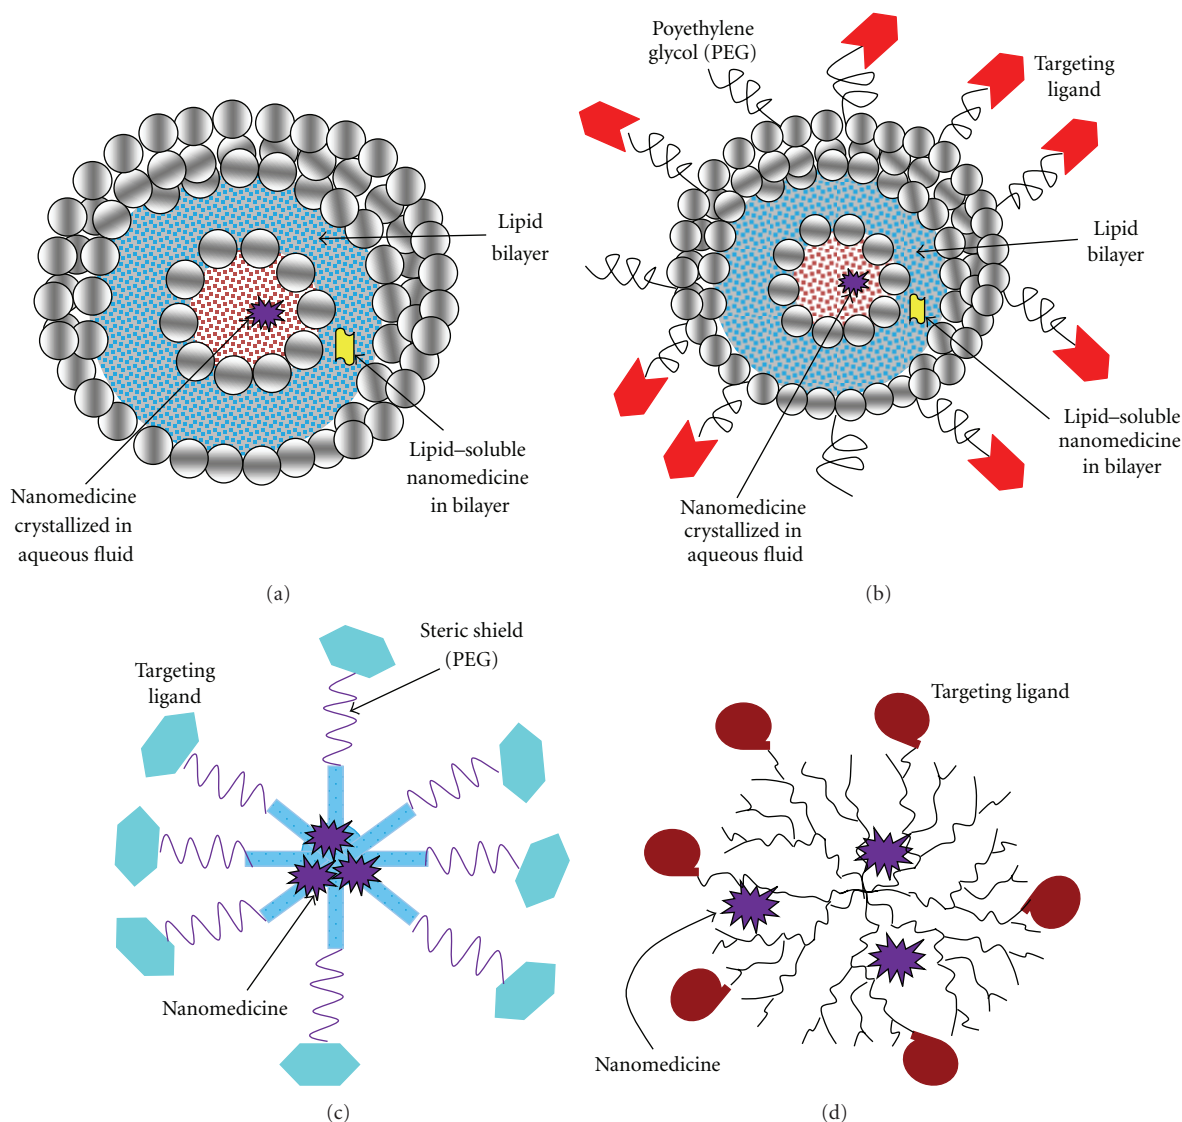 Lipid
bilayer
Lipid–soluble
nanomedicine
in bilayer
Nanomedicine
crystallized in
aqueous fluid
(a)
Poyethylene
glycol (PEG)
Targeting
ligand
Lipid
bilayer
Lipid–soluble
nanomedicine
in bilayer
Nanomedicine
crystallized in
aqueous fluid
(b)
Steric shield
(PEG)
Targeting
ligand
Nanomedicine
(c)
Targeting ligand
Nanomedicine
(d)